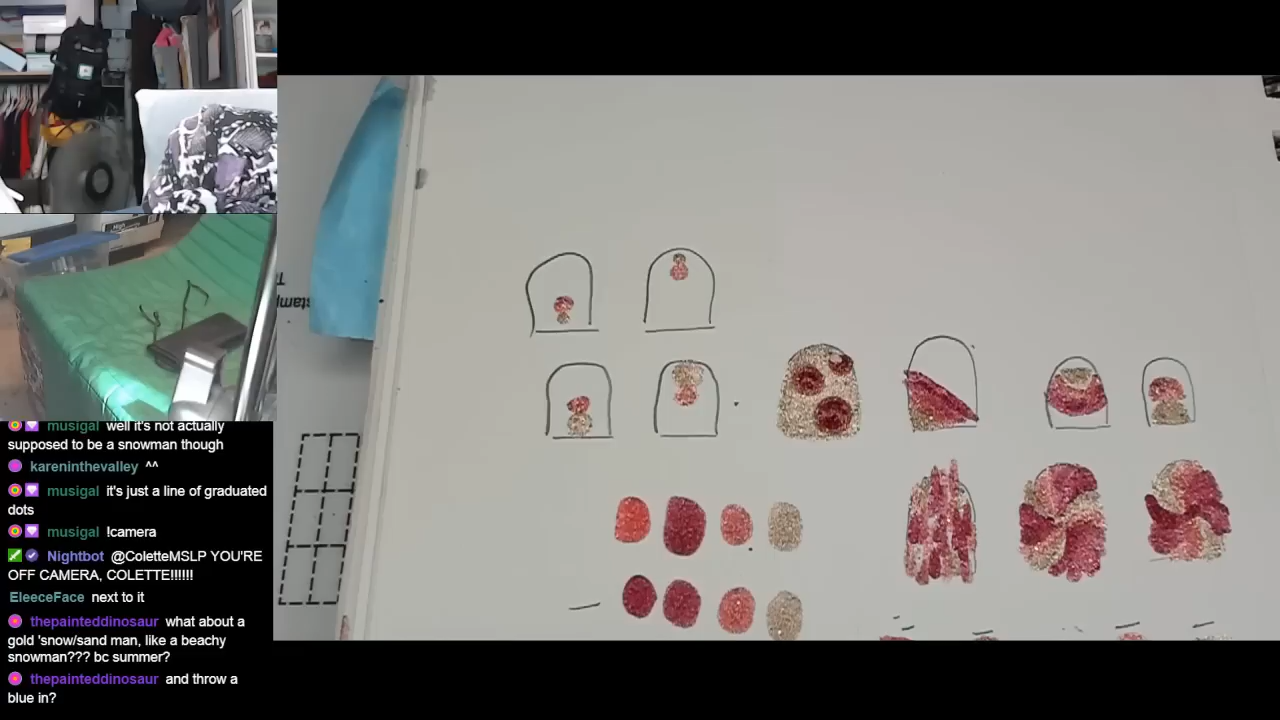 musigal well it's not actually
supposed to be a snowman though
kareninthevalley ^^
musigal it's just a line of graduated
dots
musigal !camera
Nightbot @ColetteMSLP YOU'RE
OFF CAMERA, COLETTE!!!!!!
EleeceFace next to it
thepainteddinosaur what about a
gold 'snow/sand man, like a beachy
snowman??? bc summer?
thepainteddinosaur and throw a
blue in?